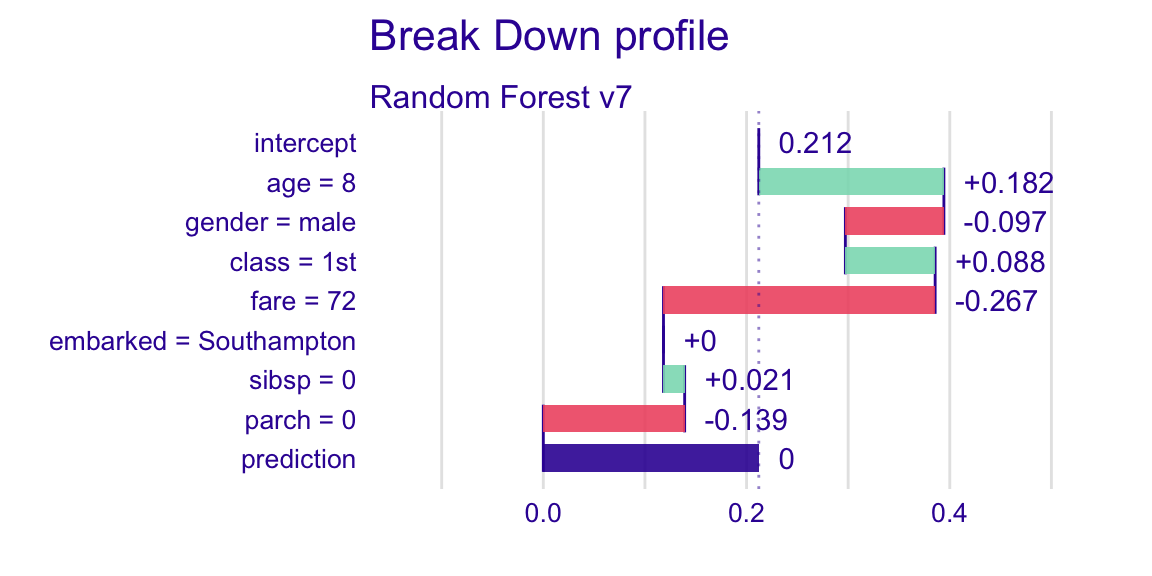 Break Down profile
Random Forest v7
intercept 0.212
age = 8 +0.182
gender = male -0.097
class = 1st +0.088
fare = 72 -0.267
embarked = Southampton +0
sibsp = 0 +0.021
parch = 0 -0.139
prediction 0
0.0 0.2 0.4